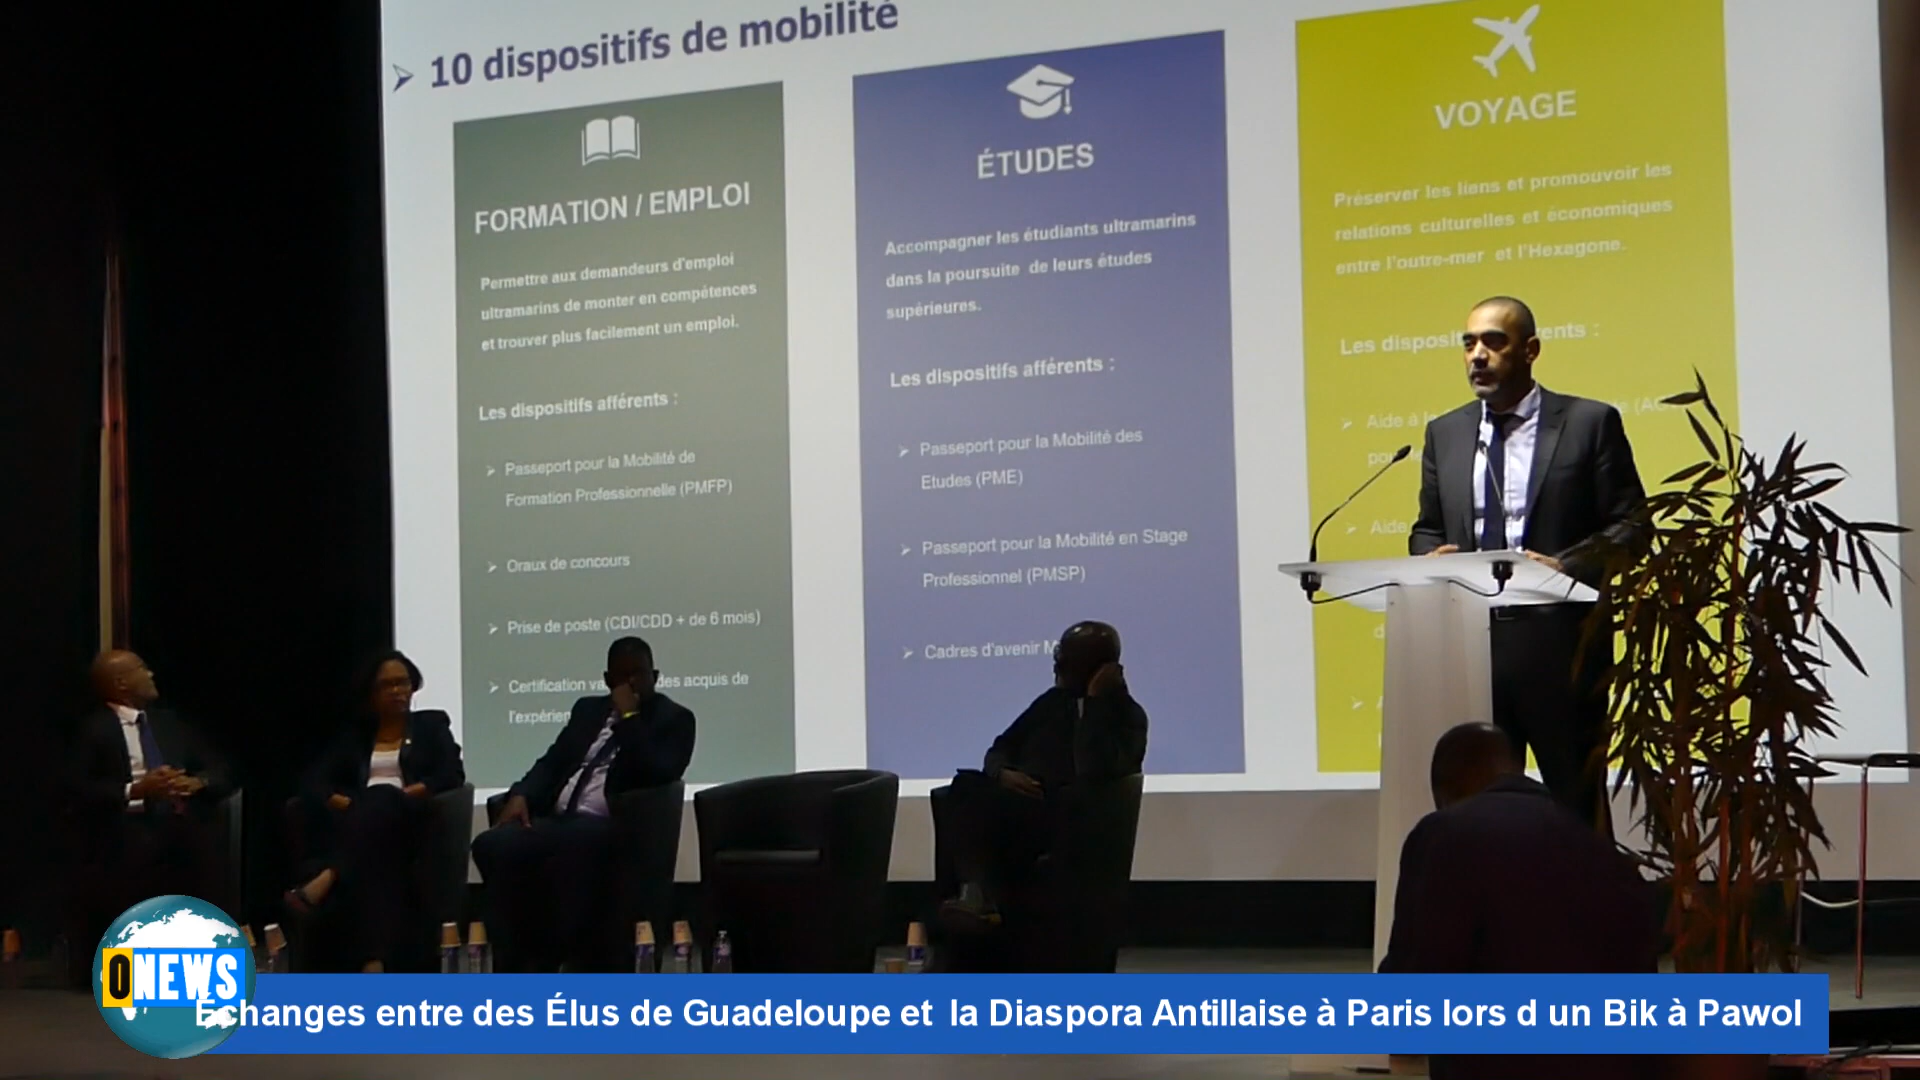 ➢ 10 dispositifs de mobilité
FORMATION / EMPLOI
Permettre aux demandeurs d'emploi
ultramarins de monter en compétences
et trouver plus facilement un emploi.
Les dispositifs afférents :
➢ Passeport pour la Mobilité de
Formation Professionnelle (PMFP)
➢ Oraux de concours
➢ Prise de poste (CDI/CDD + de 6 mois)
➢ Certification des acquis de
ÉTUDES
Accompagner les étudiants ultramarins
dans la poursuite de leurs études
supérieures.
Les dispositifs afférents :
➢ Passeport pour la Mobilité des
Etudes (PME)
➢ Passeport pour la Mobilité en Stage
Professionnel (PMSP)
➢ Cadres d'avenir
VOYAGE
Préserver les liens et promouvoir les
relations culturelles et économiques
entre l'outre-mer et l'Hexagone.
Les :
➢ Aide à
➢ Aide
ONEWS
Échanges entre des Élus de Guadeloupe et la Diaspora Antillaise à Paris lors d un Bik à Pawol